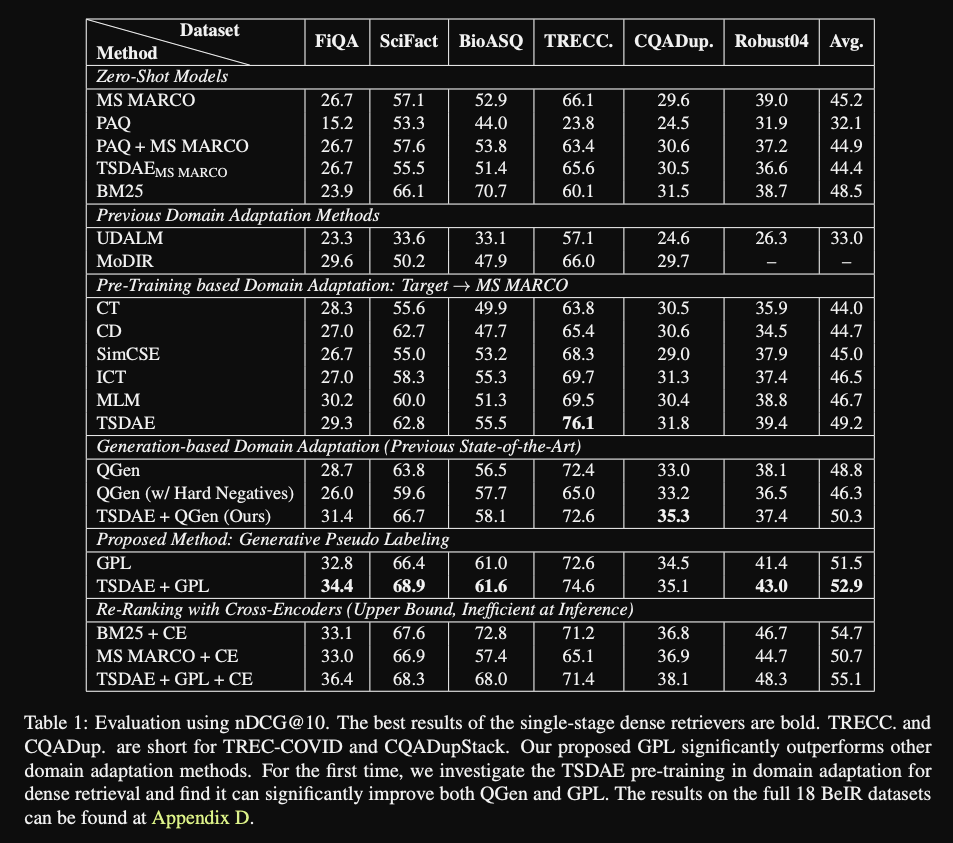 Dataset
Method FiQA SciFact BioASQ TRECC. CQADup. Robust04 Avg.
Zero-Shot Models
MS MARCO 26.7 57.1 52.9 66.1 29.6 39.0 45.2
PAQ 15.2 53.3 44.0 23.8 24.5 31.9 32.1
PAQ + MS MARCO 26.7 57.6 53.8 63.4 30.6 37.2 44.9
TSDAE MS MARCO 26.7 55.5 51.4 65.6 30.5 36.6 44.4
BM25 23.9 66.1 70.7 60.1 31.5 38.7 48.5
Previous Domain Adaptation Methods
UDALM 23.3 33.6 33.1 57.1 24.6 26.3 33.0
MoDIR 29.6 50.2 47.9 66.0 29.7 – –
Pre-Training based Domain Adaptation: Target → MS MARCO
CT 28.3 55.6 49.9 63.8 30.5 35.9 44.0
CD 27.0 62.7 47.7 65.4 30.6 34.5 44.7
SimCSE 26.7 55.0 53.2 68.3 29.0 37.9 45.0
ICT 27.0 58.3 55.3 69.7 31.3 37.4 46.5
MLM 30.2 60.0 51.3 69.5 30.4 38.8 46.7
TSDAE 29.3 62.8 55.5 76.1 31.8 39.4 49.2
Generation-based Domain Adaptation (Previous State-of-the-Art)
QGen 28.7 63.8 56.5 72.4 33.0 38.1 48.8
QGen (w/ Hard Negatives) 26.0 59.6 57.7 65.0 33.2 36.5 46.3
TSDAE + QGen (Ours) 31.4 66.7 58.1 72.6 35.3 37.4 50.3
Proposed Method: Generative Pseudo Labeling
GPL 32.8 66.4 61.0 72.6 34.5 41.4 51.5
TSDAE + GPL 34.4 68.9 61.6 74.6 35.1 43.0 52.9
Re-Ranking with Cross-Encoders (Upper Bound, Inefficient at Inference)
BM25 + CE 33.1 67.6 72.8 71.2 36.8 46.7 54.7
MS MARCO + CE 33.0 66.9 57.4 65.1 36.9 44.7 50.7
TSDAE + GPL + CE 36.4 68.3 68.0 71.4 38.1 48.3 55.1
Table 1: Evaluation using nDCG@10. The best results of the single-stage dense retrievers are bold. TRECC. and
CQADup. are short for TREC-COVID and CQADupStack. Our proposed GPL significantly outperforms other
domain adaptation methods. For the first time, we investigate the TSDAE pre-training in domain adaptation for
dense retrieval and find it can significantly improve both QGen and GPL. The results on the full 18 BeIR datasets
can be found at Appendix D.